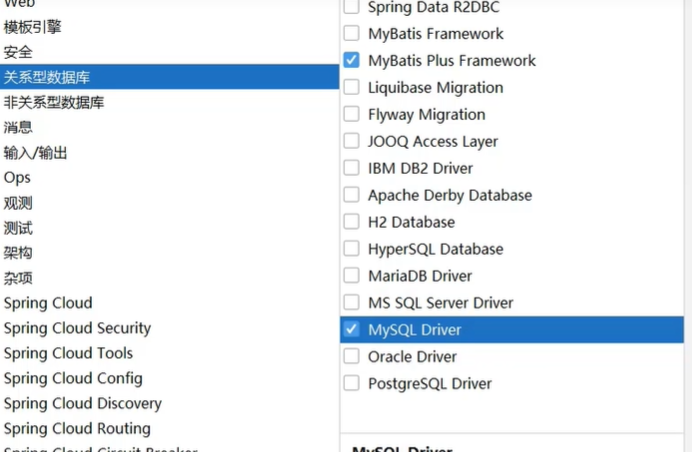 Web
模板引擎
安全
关系型数据库
非关系型数据库
消息
输入/输出
Ops
观测
测试
架构
杂项
Spring Cloud
Spring Cloud Security
Spring Cloud Tools
Spring Cloud Config
Spring Cloud Discovery
Spring Cloud Routing
Spring Cloud Circuit Breaker
Spring Data R2DBC
MyBatis Framework
MyBatis Plus Framework
Liquibase Migration
Flyway Migration
JOOQ Access Layer
IBM DB2 Driver
Apache Derby Database
H2 Database
HyperSQL Database
MariaDB Driver
MS SQL Server Driver
MySQL Driver
Oracle Driver
PostgreSQL Driver
MySQL Driver